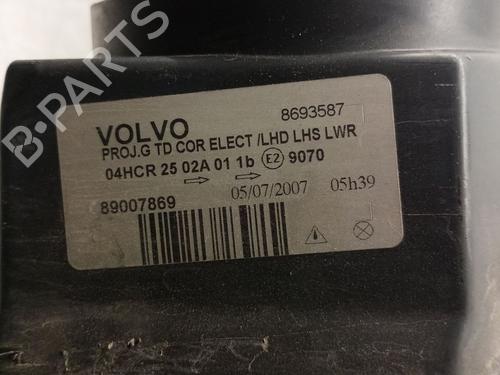 8693587
VOLVO
PROJ.G TD COR ELECT /LHD LHS LWR
04HCR 25 02A 01 1b E2 9070
89007869 05/07/2007 05h39
B-PARTS